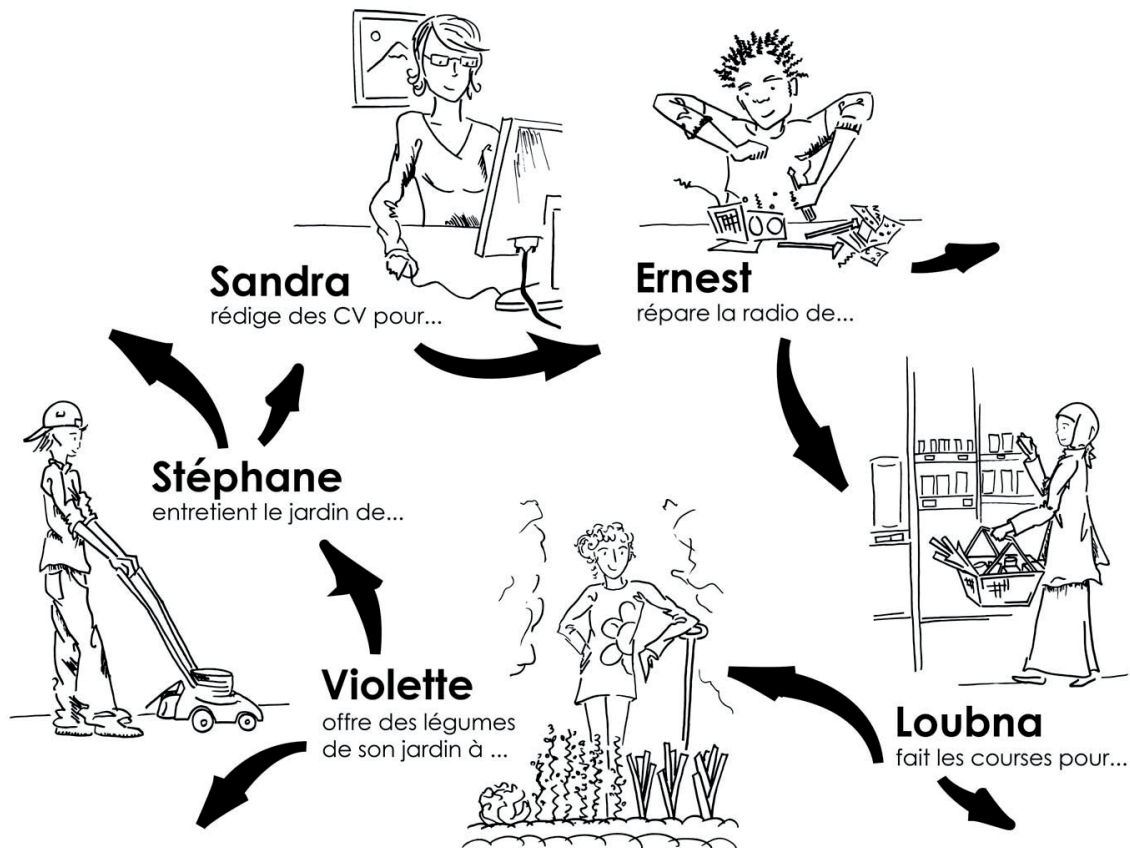 Sandra
rédige des CV pour...
Ernest
répare la radio de...
Stéphane
entretient le jardin de...
Violette
offre des légumes
de son jardin à ...
Loubna
fait les courses pour...